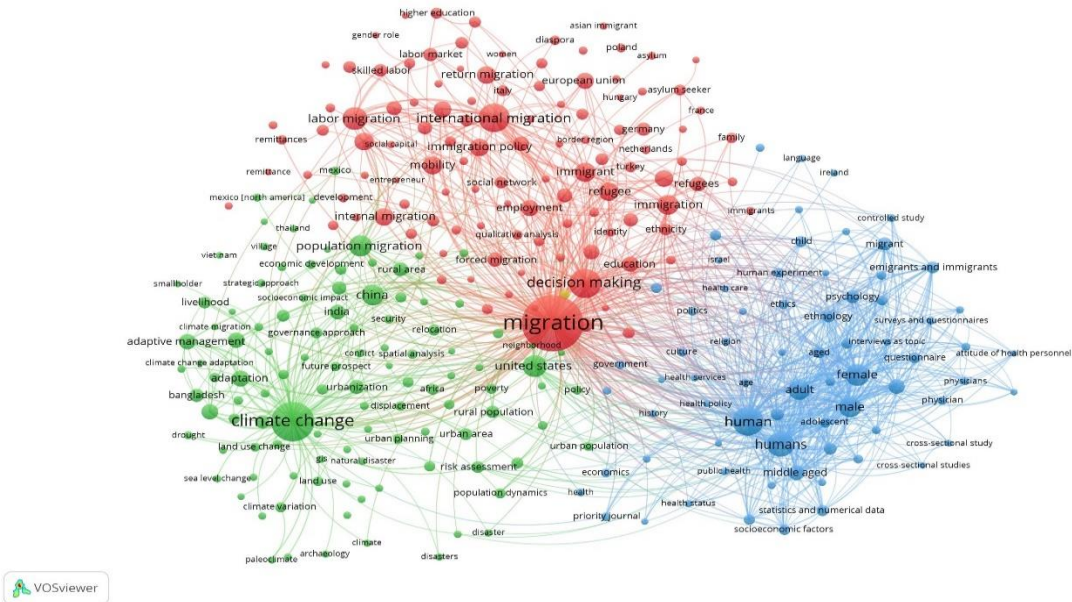 higher education
gender role
asian immigrant
women
diaspora
poland
labor market
asylum
skilled labor
return migration
european union
italy
hungary
asylum seeker
france
labor migration
international migration
germany
border region
family
remittances
social capital
immigration policy
netherlands
language
mobility
turkey
remittance
mexico
immigrant
ireland
entrepreneur
social network
refugee
refugees
mexico [north america]
development
employment
immigration
immigrants
internal migration
identity
ethnicity
controlled study
thailand
qualitative analysis
child
migrant
village
population migration
vietnam
economic development
forced migration
education
israel
emigrants and immigrants
rural area
human experiment
smallholder
strategic approach
decision making
health care
psychology
livelihood
socioeconomic impact
china
ethics
india
migration
politics
ethnology
surveys and questionnaires
climate migration
governance approach
security
relocation
adaptive management
neighborhood
religion
interviews as topic
conflict
spatial analysis
culture
aged
attitude of health personnel
climate change adaptation
future prospect
united states
government
questionnaire
adaptation
health services
age
female
bangladesh
urbanization
africa
poverty
policy
adult
physicians
displacement
health policy
male
physician
climate change
rural population
history
human
adolescent
drought
urban planning
urban area
land use change
urban population
humans
cross-sectional study
gis
natural disaster
risk assessment
economics
public health
middle aged
cross-sectional studies
sea level change
land use
population dynamics
health
health status
climate variation
priority journal
statistics and numerical data
socioeconomic factors
disaster
climate
archaeology
paleoclimate
disasters
VOSviewer